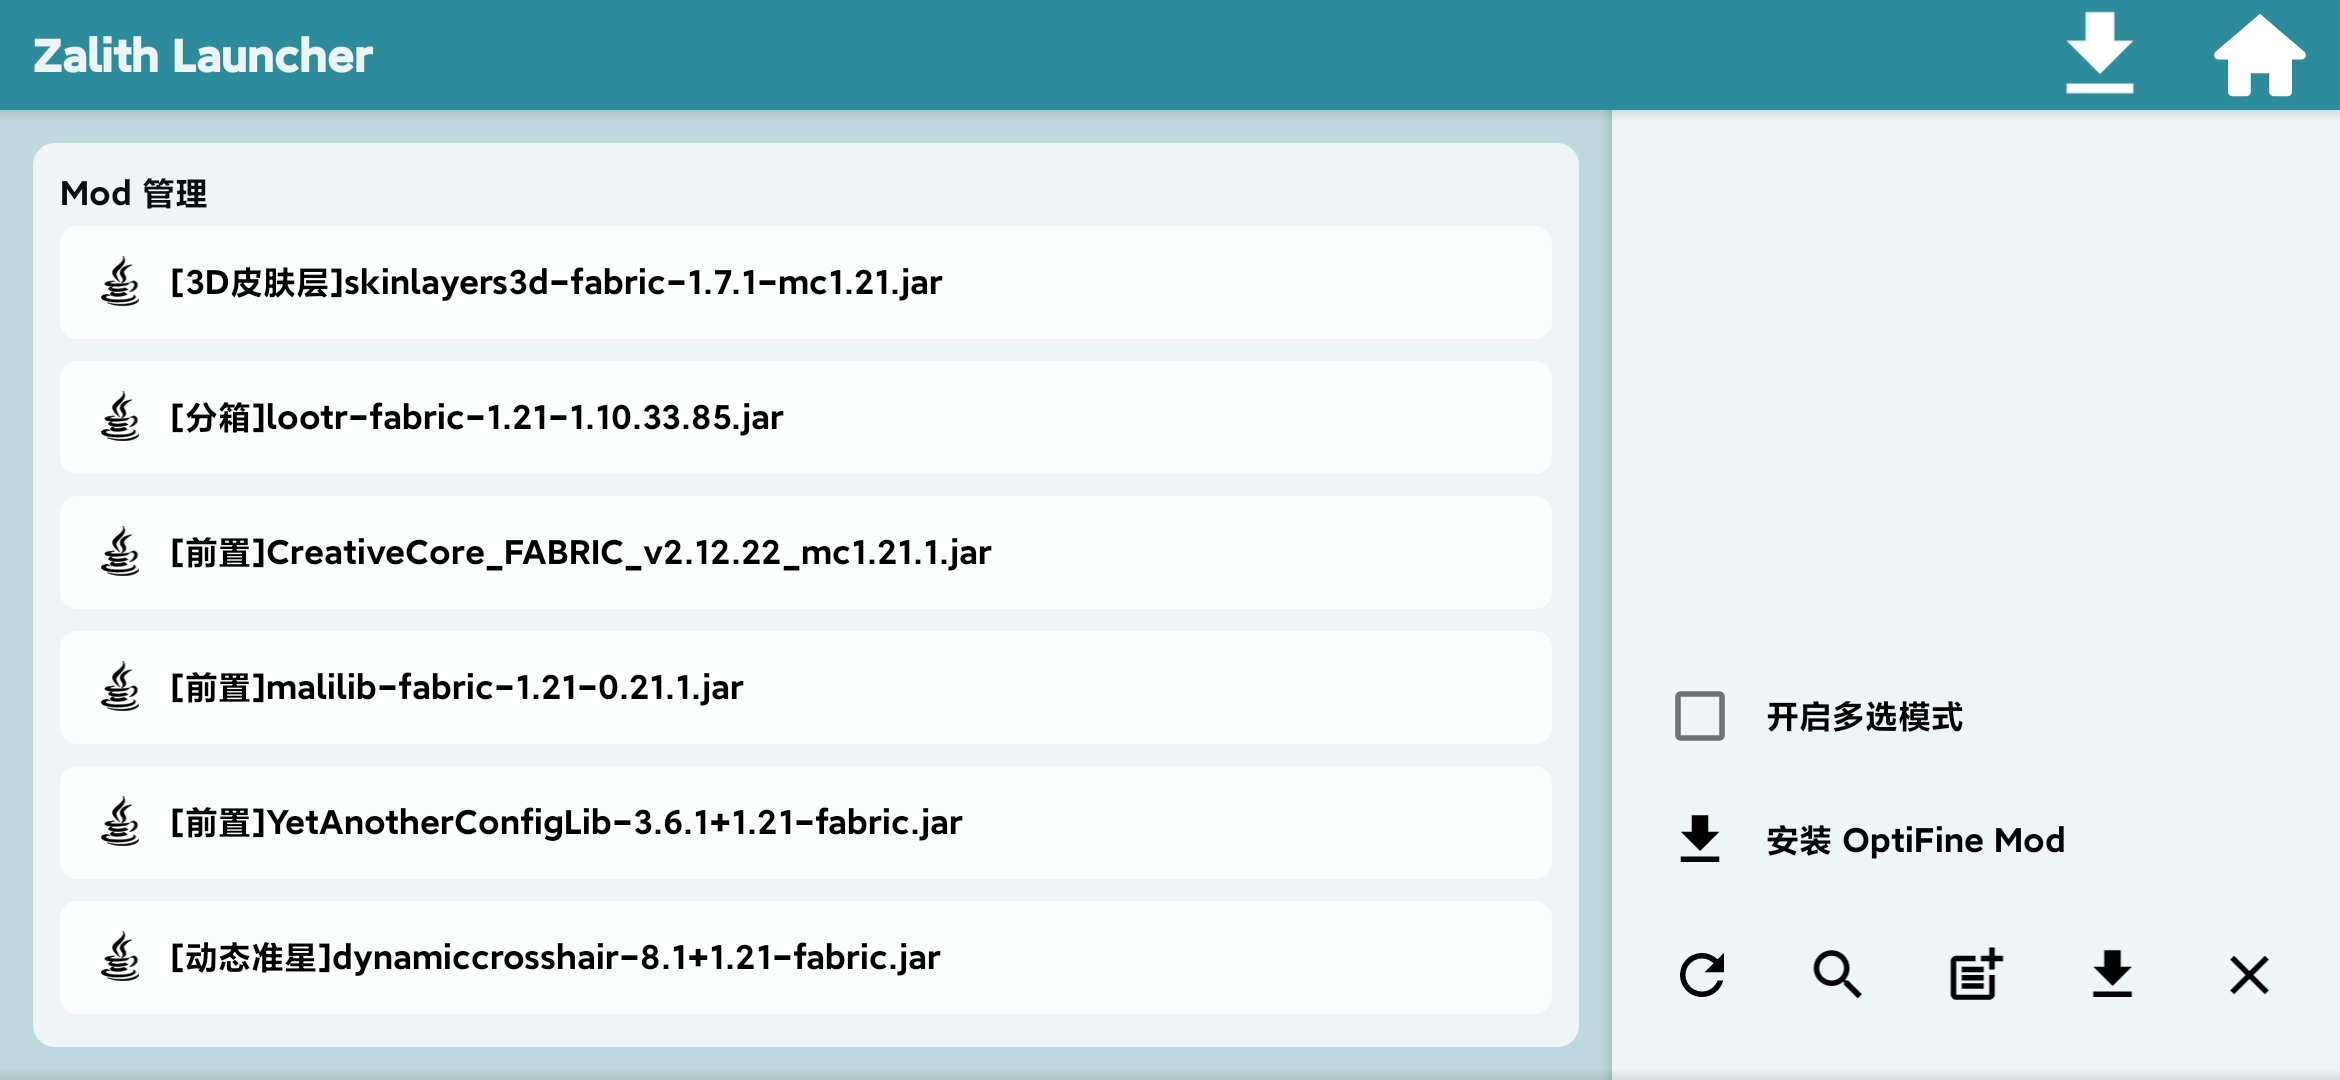 Zalith Launcher
Mod 管理
[3D皮肤层]skinlayers3d-fabric-1.7.1-mc1.21.jar
[分箱]lootr-fabric-1.21-1.10.33.85.jar
[前置]CreativeCore_FABRIC_v2.12.22_mc1.21.1.jar
[前置]malilib-fabric-1.21-0.21.1.jar
[前置]YetAnotherConfigLib-3.6.1+1.21-fabric.jar
[动态准星]dynamiccrosshair-8.1+1.21-fabric.jar
开启多选模式
安装 OptiFine Mod